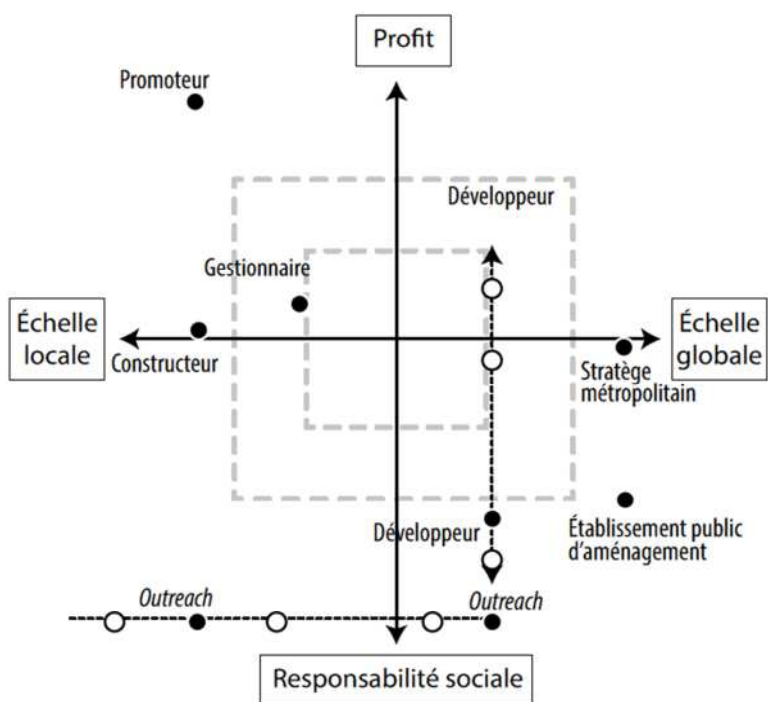 Profit
Promoteur
Développeur
Gestionnaire
Échelle
locale
Échelle
globale
Constructeur
Stratège
métropolitain
Développeur
Établissement public
d'aménagement
Outreach
Outreach
Responsabilité sociale